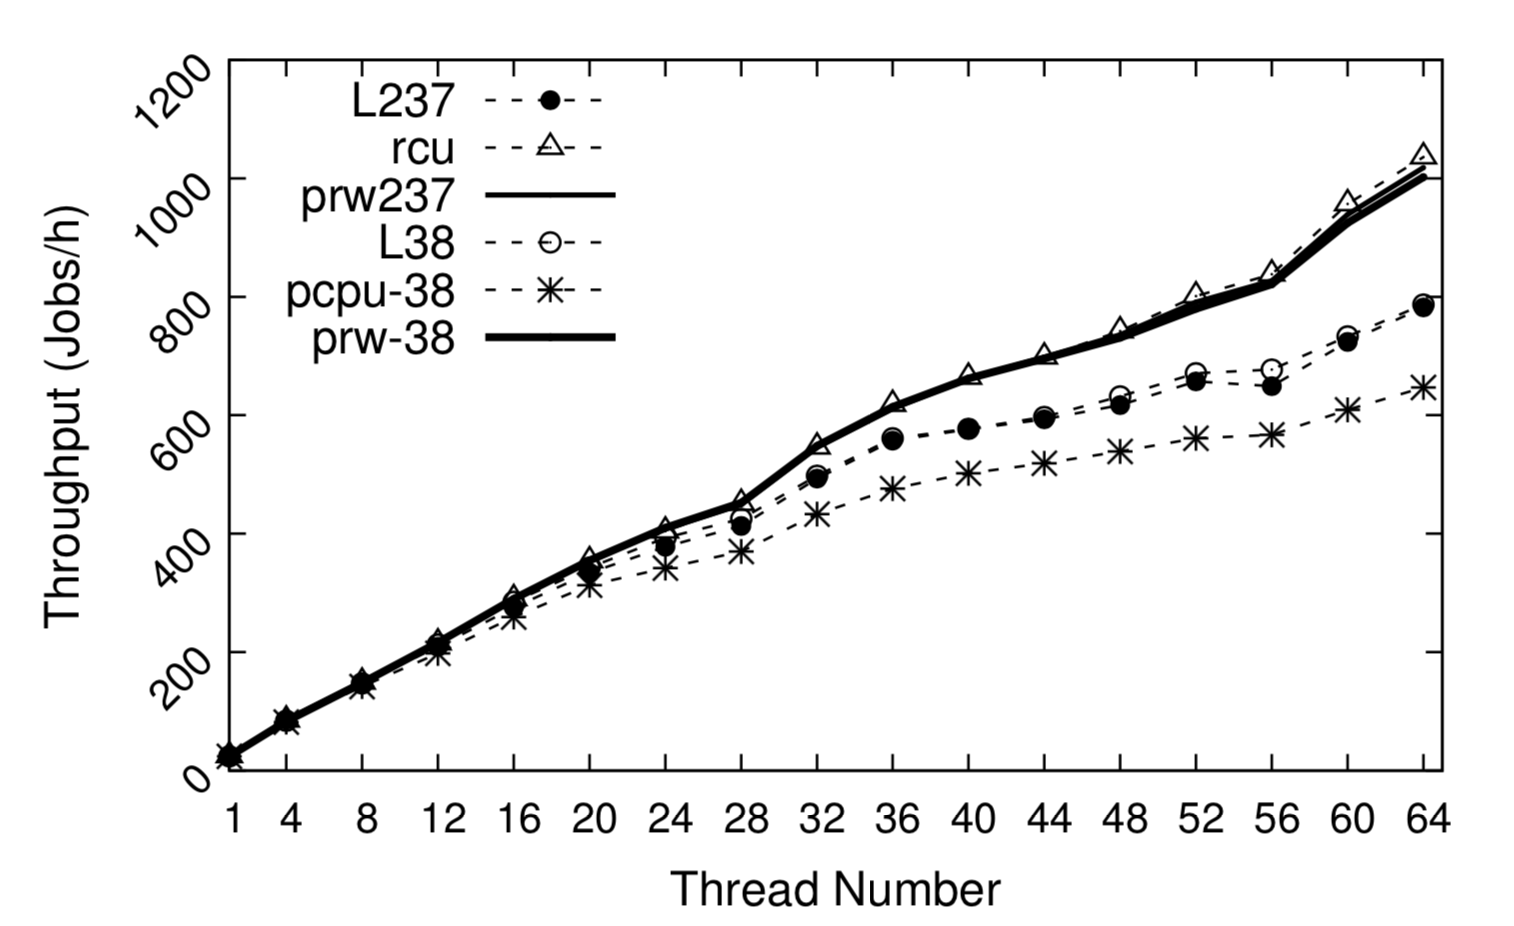 1200
1000
800
600
400
200
0
Throughput (Jobs/h)
L237
rcu
prw237
L38
pcpu-38
prw-38
1 4 8 12 16 20 24 28 32 36 40 44 48 52 56 60 64
Thread Number